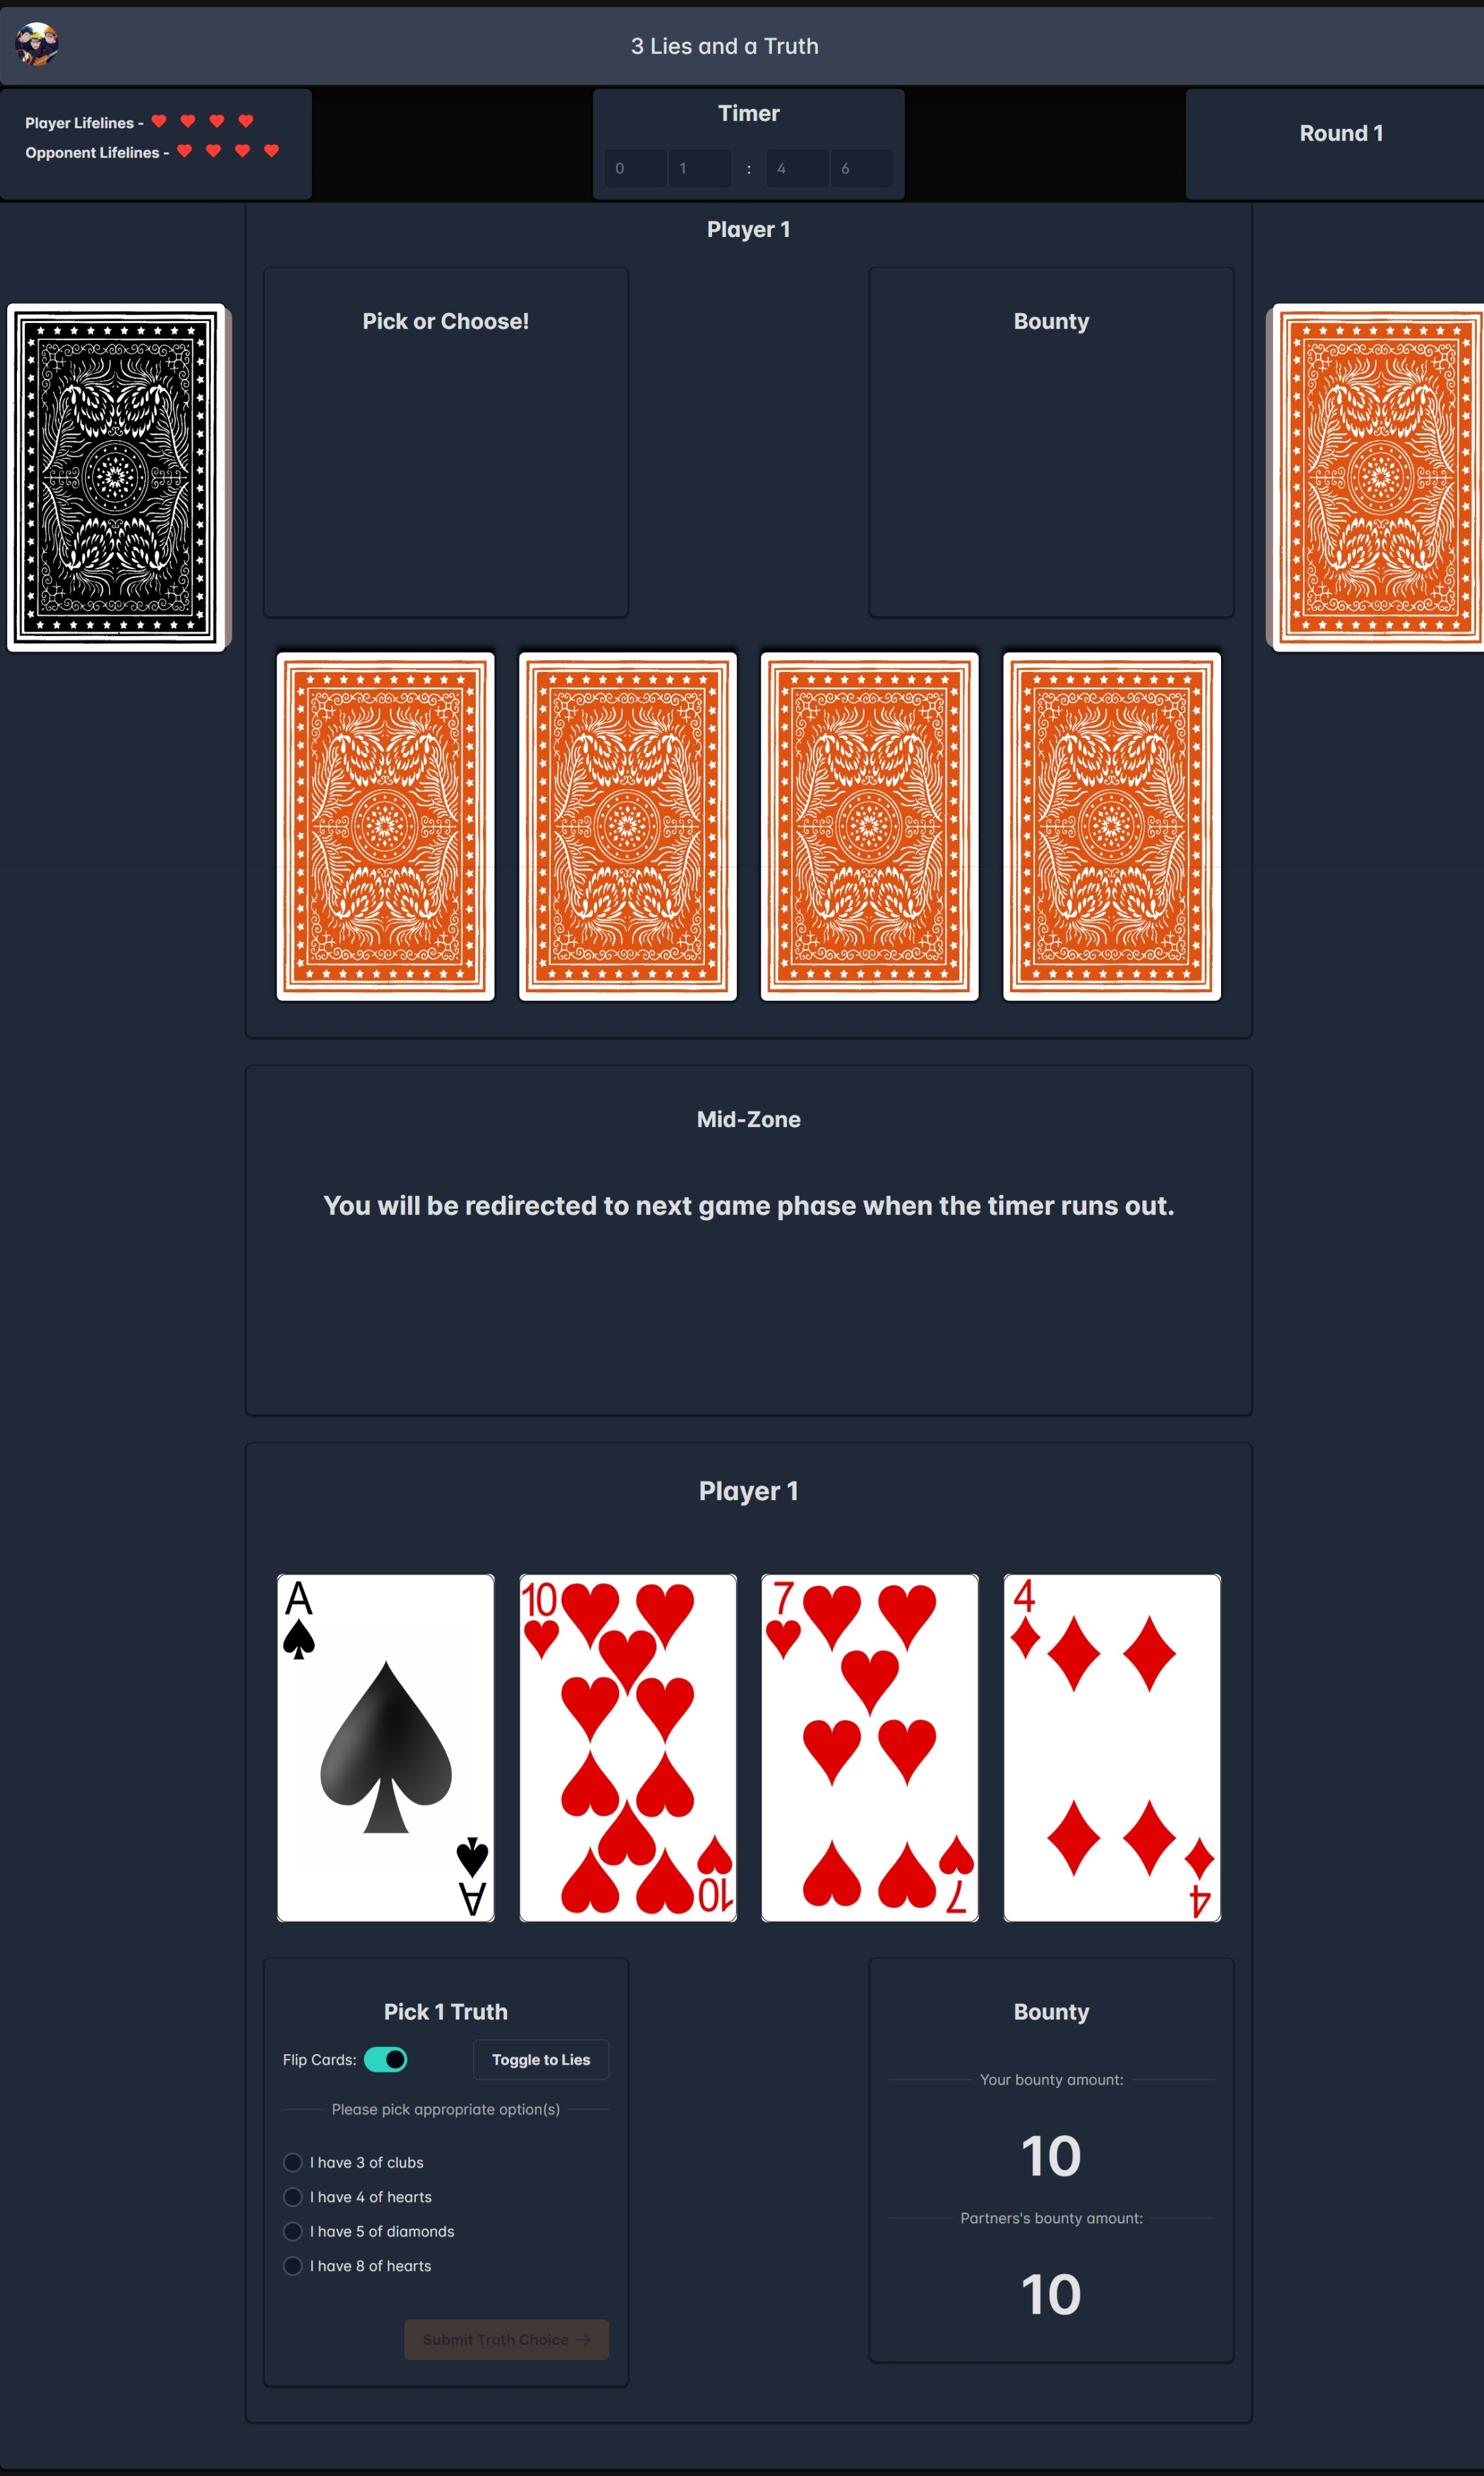 3 Lies and a Truth
Player Lifelines -
Opponent Lifelines -
Timer
0 1 : 4 6
Round 1
Player 1
Pick or Choose!
Bounty
Mid-Zone
You will be redirected to next game phase when the timer runs out.
Player 1
A 10 7 4
A 10 7 4
Pick 1 Truth
Flip Cards:
Toggle to Lies
Please pick appropriate option(s)
I have 3 of clubs
I have 4 of hearts
I have 5 of diamonds
I have 8 of hearts
Submit Truth Choice →
Bounty
Your bounty amount:
10
Partners's bounty amount:
10